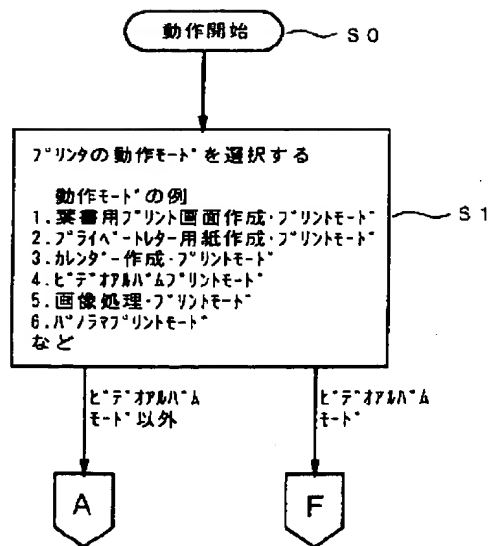 動作開始
S0
プリンタの動作モードを選択する
動作モードの例
1.葉書用プリント画面作成・プリントモード
2.プライベートレター用紙作成・プリントモード
3.カレンダー作成・プリントモード
4.ビデオアルバムプリントモード
5.画像処理・プリントモード
6.パノラマプリントモード
など
S1
ビデオアルバム
モード以外
ビデオアルバム
モード
A
F